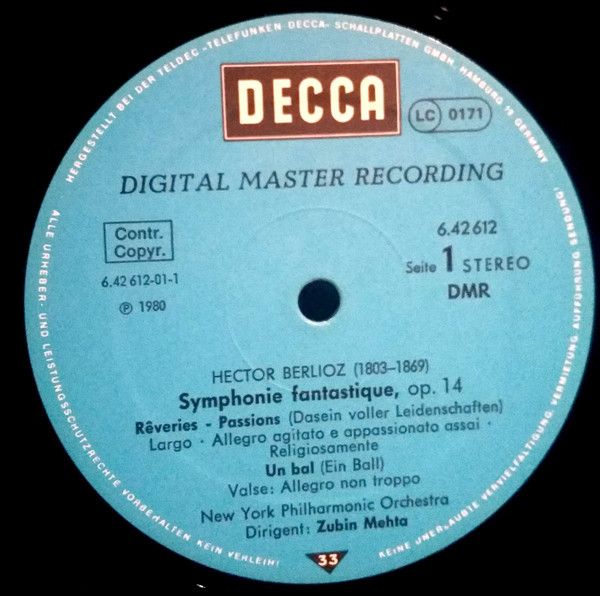 HERGESTELLT BEI DER TELDEC »TELEFUNKEN DECCA« SCHALLPLATTEN GMBH, HAMBURG 19 GERMANY
DECCA
LC 0171
DIGITAL MASTER RECORDING
Contr.
Copyr.
6.42612
6.42 612-01-1
Seite 1 STEREO
℗ 1980
DMR
HECTOR BERLIOZ (1803–1869)
Symphonie fantastique, op. 14
Rêveries - Passions (Dasein voller Leidenschaften)
Largo · Allegro agitato e appassionato assai ·
Religiosamente
Un bal (Ein Ball)
Valse: Allegro non troppo
New York Philharmonic Orchestra
Dirigent: Zubin Mehta
33
ALLE URHEBER- UND LEISTUNGSSCHUTZRECHTE VORBEHALTEN KEIN VERLEIH!
KEINE UNERLAUBTE VERVIELFÄLTIGUNG, VERMIETUNG AUFFÜHRUNG SENDUNG!